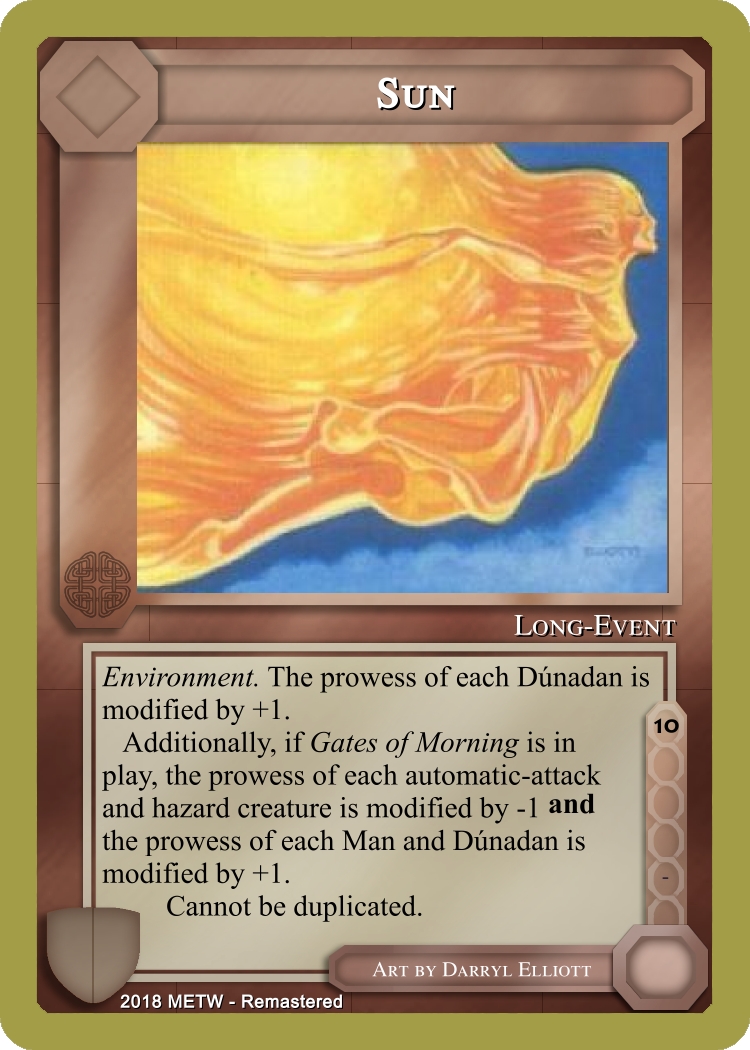 Sun
ELLIOTT
Long-Event
Environment. The prowess of each Dúnadan is
modified by +1.
Additionally, if Gates of Morning is in
play, the prowess of each automatic-attack
and hazard creature is modified by -1 and
the prowess of each Man and Dúnadan is
modified by +1.
Cannot be duplicated.
10
-
Art by Darryl Elliott
2018 METW - Remastered